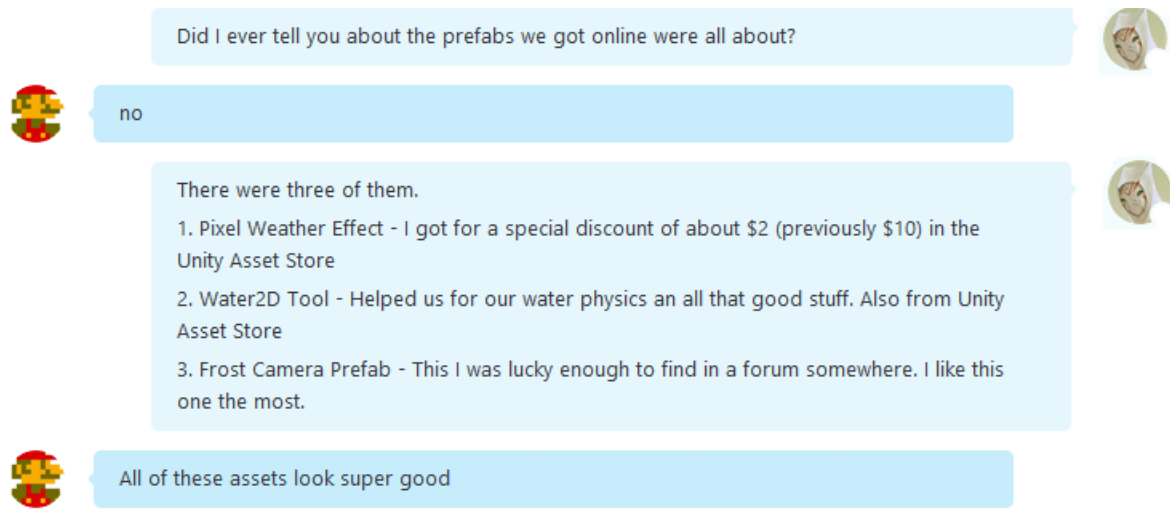 Did I ever tell you about the prefabs we got online were all about?
no
There were three of them.
1. Pixel Weather Effect - I got for a special discount of about $2 (previously $10) in the
Unity Asset Store
2. Water2D Tool - Helped us for our water physics an all that good stuff. Also from Unity
Asset Store
3. Frost Camera Prefab - This I was lucky enough to find in a forum somewhere. I like this
one the most.
All of these assets look super good